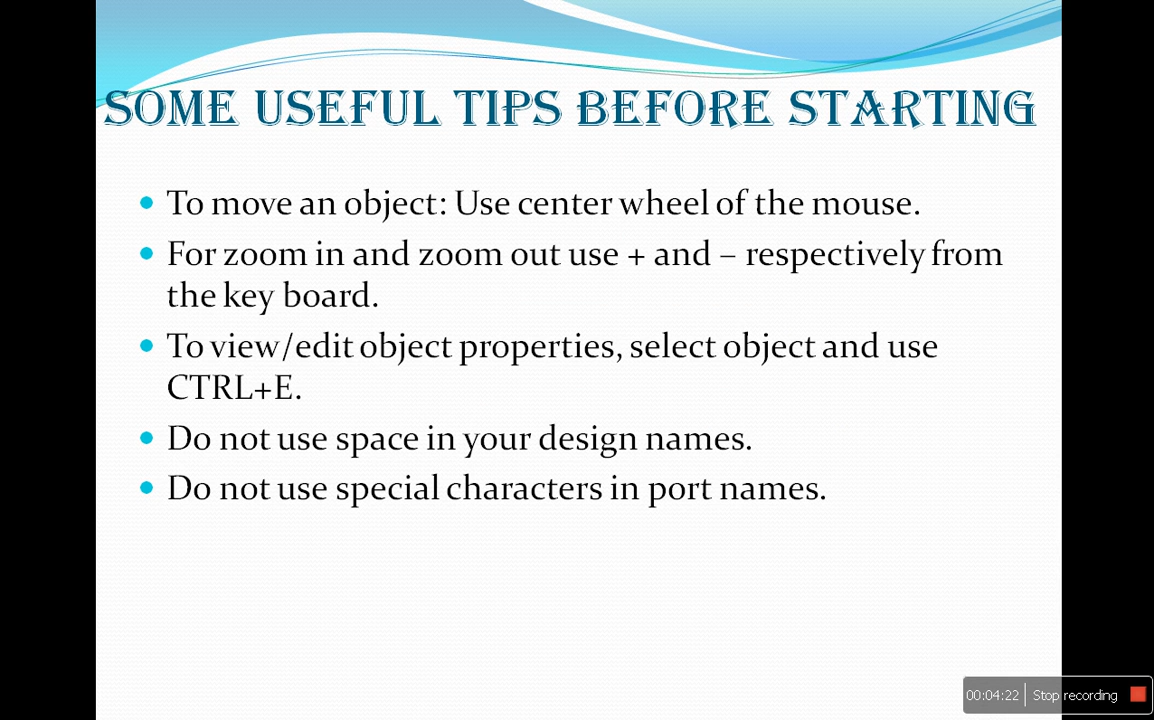 SOME USEFUL TIPS BEFORE STARTING
• To move an object: Use center wheel of the mouse.
• For zoom in and zoom out use + and – respectively from
the key board.
• To view/edit object properties, select object and use
CTRL+E.
• Do not use space in your design names.
• Do not use special characters in port names.
00:04:22 Stop recording